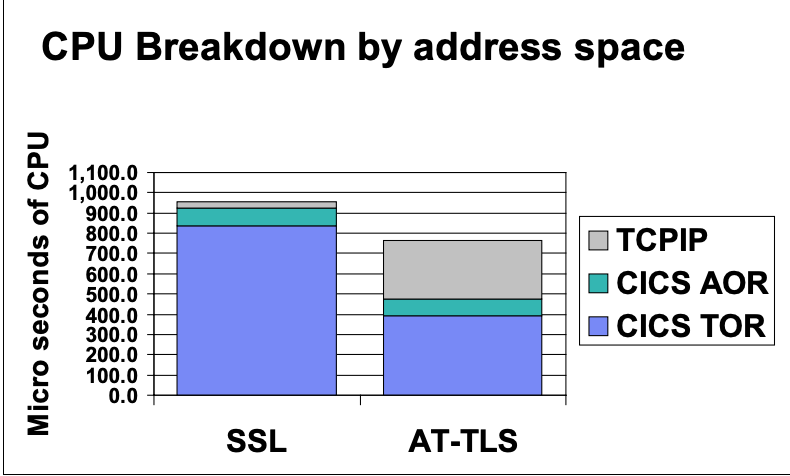 CPU Breakdown by address space
Micro seconds of CPU
1,100.0
1,000.0
900.0
800.0
700.0
600.0
500.0
400.0
300.0
200.0
100.0
0.0
SSL
AT-TLS
TCPIP
CICS AOR
CICS TOR